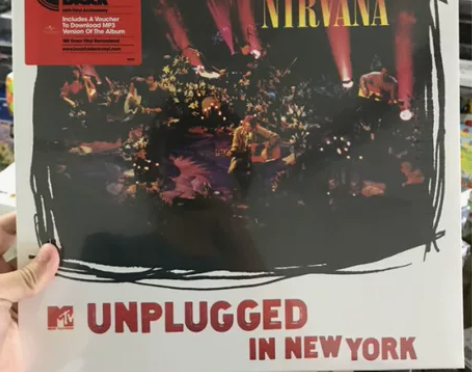 NIRVANA
Includes A Voucher
To Download MP3
Version Of The Album
MTV
UNPLUGGED
IN NEW YORK